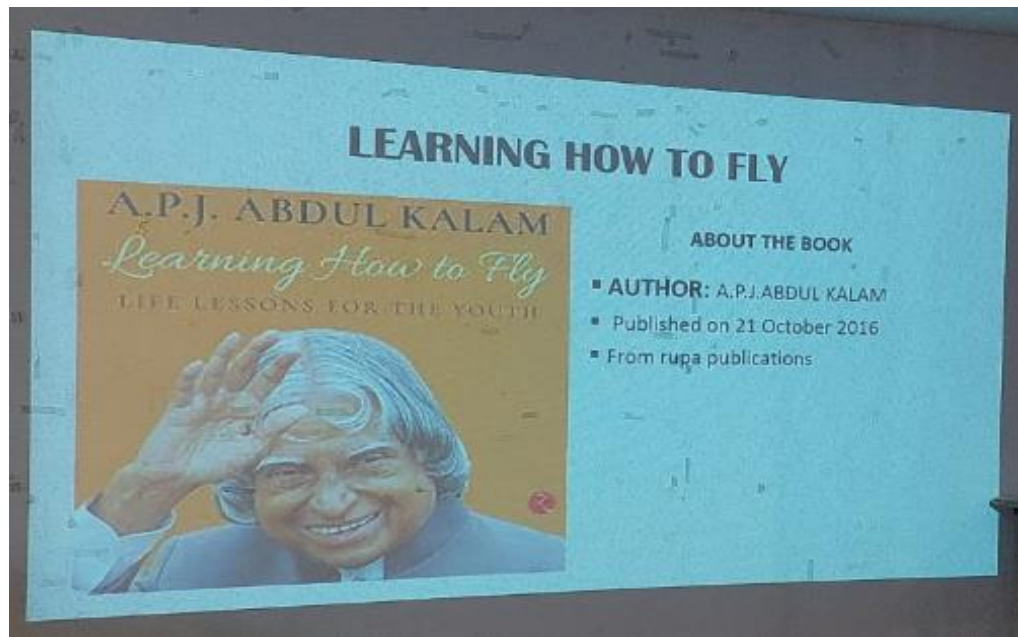 LEARNING HOW TO FLY
A.P.J. ABDUL KALAM
Learning How to Fly
LIFE LESSONS FOR THE YOUTH
ABOUT THE BOOK
▪ AUTHOR: A.P.J.ABDUL KALAM
▪ Published on 21 October 2016
▪ From rupa publications